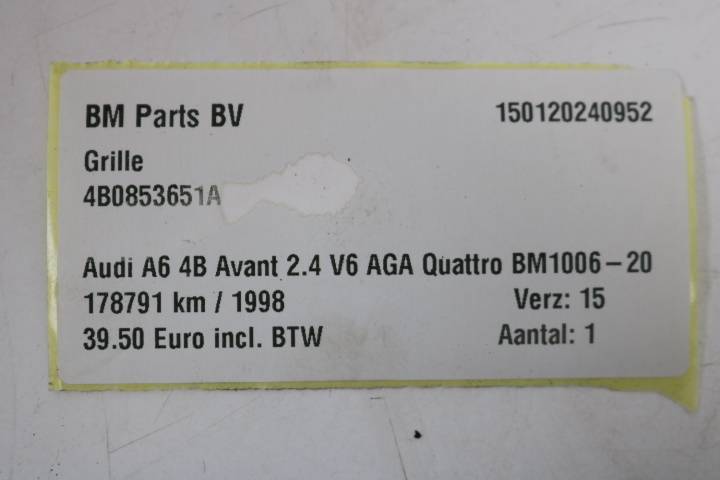 BM Parts BV 150120240952
Grille
4B0853651A
Audi A6 4B Avant 2.4 V6 AGA Quattro BM1006-20
178791 km / 1998 Verz: 15
39.50 Euro incl. BTW Aantal: 1